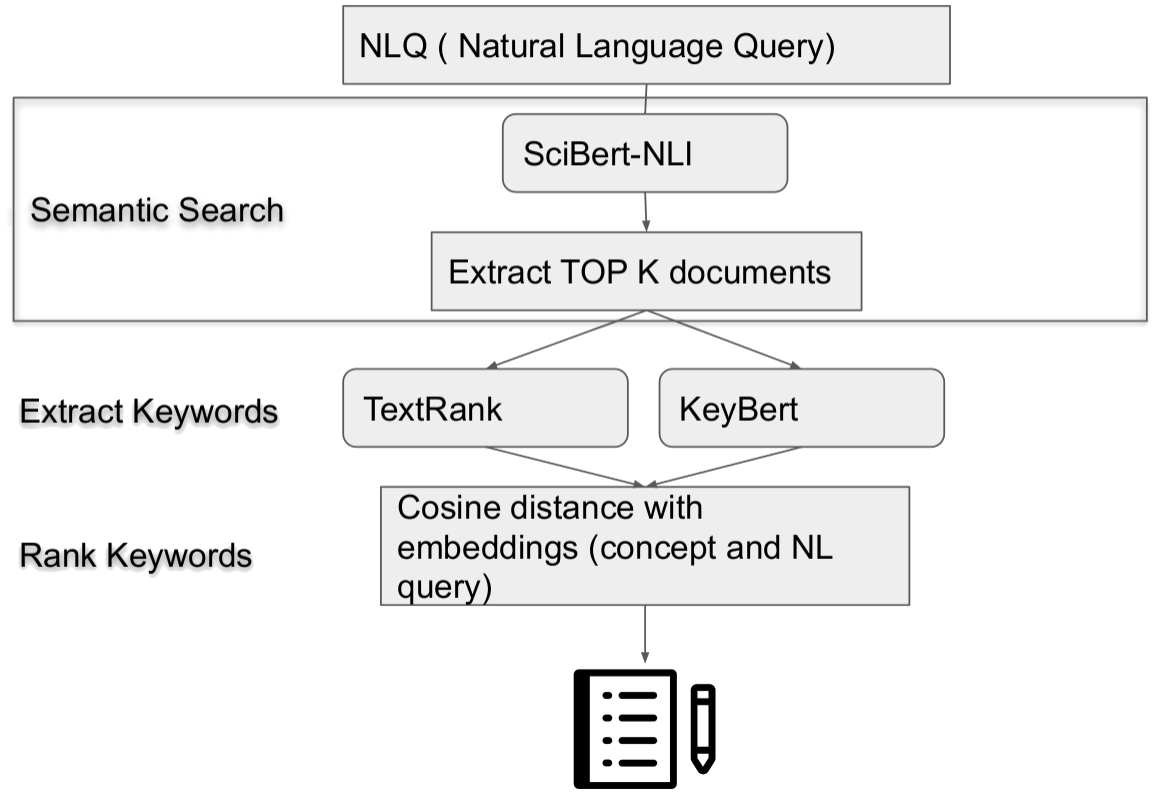 NLQ ( Natural Language Query)
SciBert-NLI
Semantic Search
Extract TOP K documents
Extract Keywords
TextRank
KeyBert
Cosine distance with
embeddings (concept and NL
query)
Rank Keywords